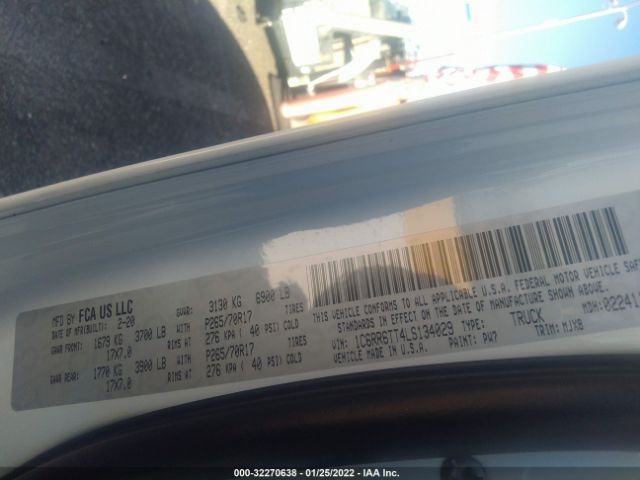 MFD BY FCA US LLC
DATE OF MFR(BUILT): 2-20 GVWR: 3130 KG 6900 LB
GAWR FRONT: 1679 KG 3700 LB WITH P265/70R17 TIRES
17X7.0 RIMS AT 276 KPA ( 40 PSI) COLD
GAWR REAR: 1770 KG 3900 LB WITH P265/70R17 TIRES
17X7.0 RIMS AT 276 KPA ( 40 PSI) COLD
THIS VEHICLE CONFORMS TO ALL APPLICABLE U.S.A. FEDERAL MOTOR VEHICLE SAFETY
STANDARDS IN EFFECT ON THE DATE OF MANUFACTURE SHOWN ABOVE.
VIN: 1C6RR6TT4LS134029 TYPE: TRUCK MDH:
MADE IN U.S.A. PAINT: PW7 TRIM: MJX8
000-32270638 - 01/25/2022 - IAA Inc.